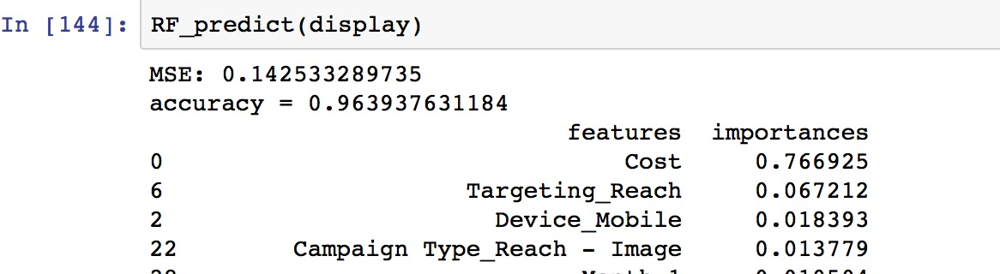 In [144]: RF_predict(display)
MSE: 0.142533289735
accuracy = 0.963937631184
features importances
0 Cost 0.766925
6 Targeting_Reach 0.067212
2 Device_Mobile 0.018393
22 Campaign Type_Reach - Image 0.013779